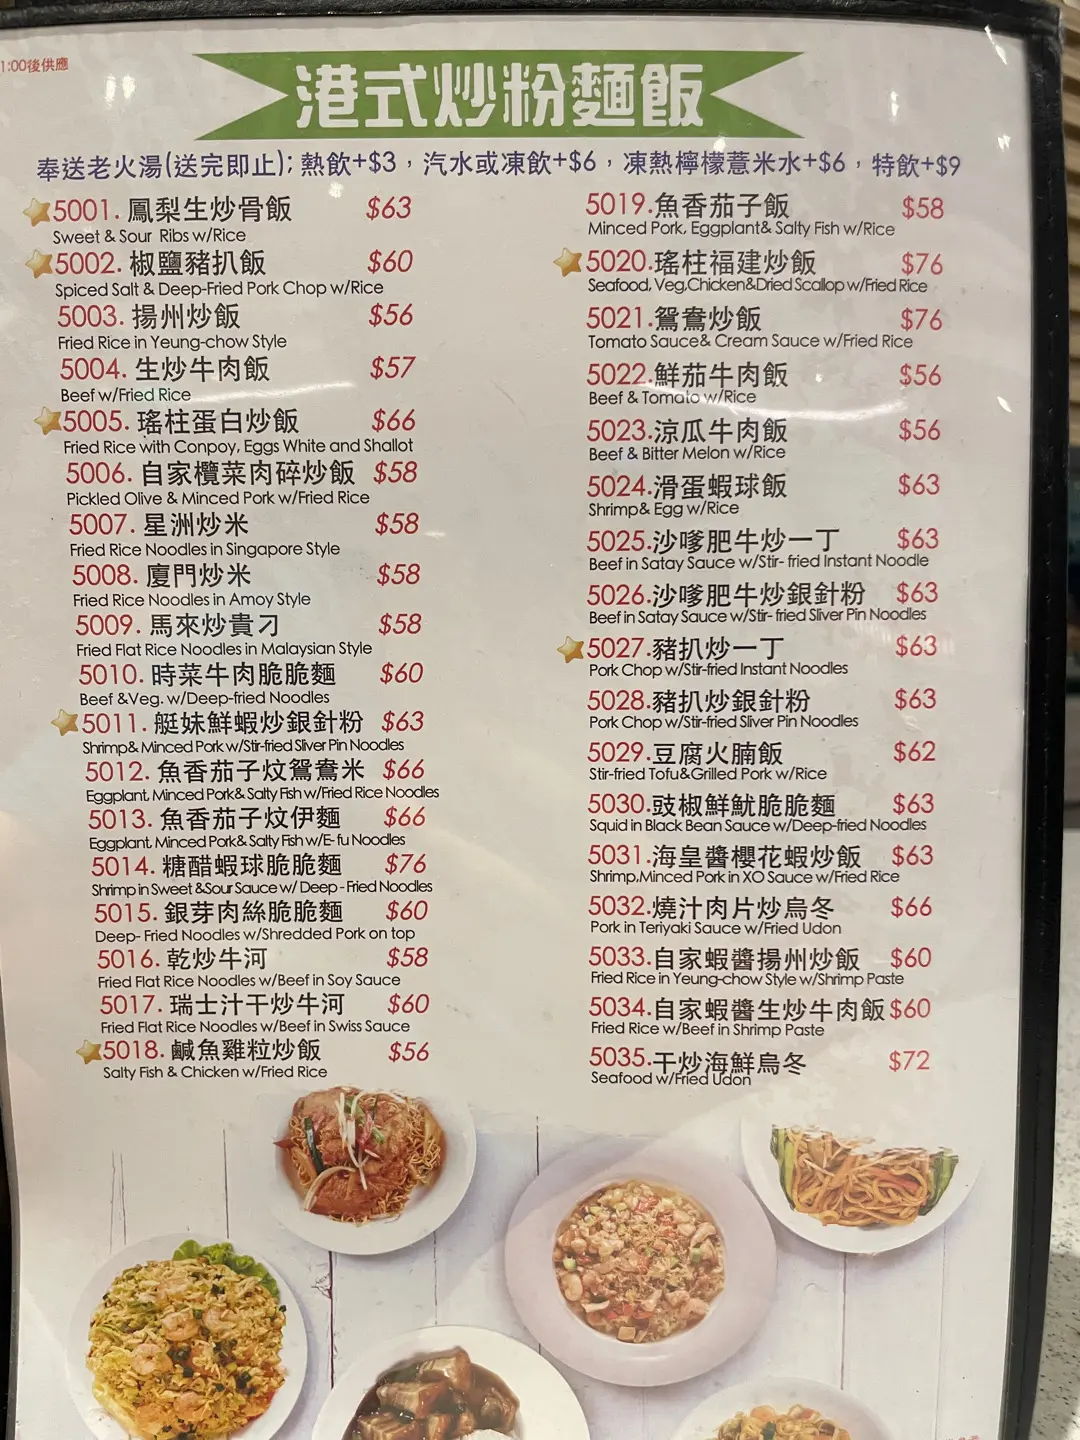 1:00後供應
港式炒粉麵飯
奉送老火湯(送完即止); 熱飲+$3，汽水或凍飲+$6，凍熱檸檬薏米水+$6，特飲+$9
5001. 鳳梨生炒骨飯 $63
Sweet & Sour Ribs w/Rice
5002. 椒鹽豬扒飯 $60
Spiced Salt & Deep-Fried Pork Chop w/Rice
5003. 揚州炒飯 $56
Fried Rice in Yeung-chow Style
5004. 生炒牛肉飯 $57
Beef w/Fried Rice
5005. 瑤柱蛋白炒飯 $66
Fried Rice with Conpoy, Eggs White and Shallot
5006. 自家欖菜肉碎炒飯 $58
Pickled Olive & Minced Pork w/Fried Rice
5007. 星洲炒米 $58
Fried Rice Noodles in Singapore Style
5008. 廈門炒米 $58
Fried Rice Noodles in Amoy Style
5009. 馬來炒貴刁 $58
Fried Flat Rice Noodles in Malaysian Style
5010. 時菜牛肉脆脆麵 $60
Beef &Veg. w/Deep-fried Noodles
5011. 艇妹鮮蝦炒銀針粉 $63
Shrimp& Minced Pork w/Stir-fried Sliver Pin Noodles
5012. 魚香茄子炆鴛鴦米 $66
Eggplant, Minced Pork& Salty Fish w/Fried Rice Noodles
5013. 魚香茄子炆伊麵 $66
Eggplant, Minced Pork& Salty Fish w/E-fu Noodles
5014. 糖醋蝦球脆脆麵 $76
Shrimp in Sweet &Sour Sauce w/ Deep-Fried Noodles
5015. 銀芽肉絲脆脆麵 $60
Deep- Fried Noodles w/Shredded Pork on top
5016. 乾炒牛河 $58
Fried Flat Rice Noodles w/Beef in Soy Sauce
5017. 瑞士汁干炒牛河 $60
Fried Flat Rice Noodles w/Beef in Swiss Sauce
5018. 鹹魚雞粒炒飯 $56
Salty Fish & Chicken w/Fried Rice
5019.魚香茄子飯 $58
Minced Pork, Eggplant& Salty Fish w/Rice
5020.瑤柱福建炒飯 $76
Seafood, Veg,Chicken&Dried Scallop w/Fried Rice
5021.鴛鴦炒飯 $76
Tomato Sauce& Cream Sauce w/Fried Rice
5022.鮮茄牛肉飯 $56
Beef & Tomato w/Rice
5023.涼瓜牛肉飯 $56
Beef & Bitter Melon w/Rice
5024.滑蛋蝦球飯 $63
Shrimp& Egg w/Rice
5025.沙嗲肥牛炒一丁 $63
Beef in Satay Sauce w/Stir- fried Instant Noodle
5026.沙嗲肥牛炒銀針粉 $63
Beef in Satay Sauce w/Stir- fried Sliver Pin Noodles
5027.豬扒炒一丁 $63
Pork Chop w/Stir-fried Instant Noodles
5028.豬扒炒銀針粉 $63
Pork Chop w/Stir-fried Sliver Pin Noodles
5029.豆腐火腩飯 $62
Stir-fried Tofu&Grilled Pork w/Rice
5030.豉椒鮮魷脆脆麵 $63
Squid in Black Bean Sauce w/Deep-fried Noodles
5031.海皇醬櫻花蝦炒飯 $63
Shrimp,Minced Pork in XO Sauce w/Fried Rice
5032.燒汁肉片炒烏冬 $66
Pork in Teriyaki Sauce w/Fried Udon
5033.自家蝦醬揚州炒飯 $60
Fried Rice in Yeung-chow Style w/Shrimp Paste
5034.自家蝦醬生炒牛肉飯 $60
Fried Rice w/Beef in Shrimp Paste
5035.干炒海鮮烏冬 $72
Seafood w/Fried Udon